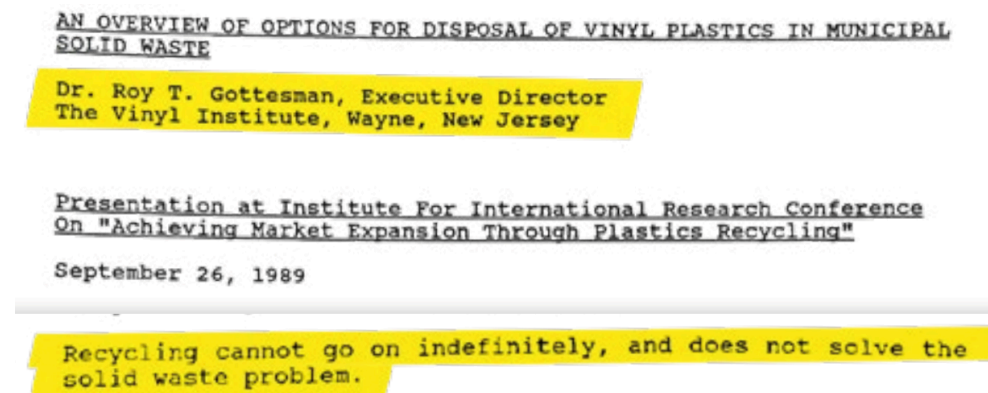 AN OVERVIEW OF OPTIONS FOR DISPOSAL OF VINYL PLASTICS IN MUNICIPAL
SOLID WASTE
Dr. Roy T. Gottesman, Executive Director
The Vinyl Institute, Wayne, New Jersey
Presentation at Institute For International Research Conference
On "Achieving Market Expansion Through Plastics Recycling"
September 26, 1989
Recycling cannot go on indefinitely, and does not solve the
solid waste problem.